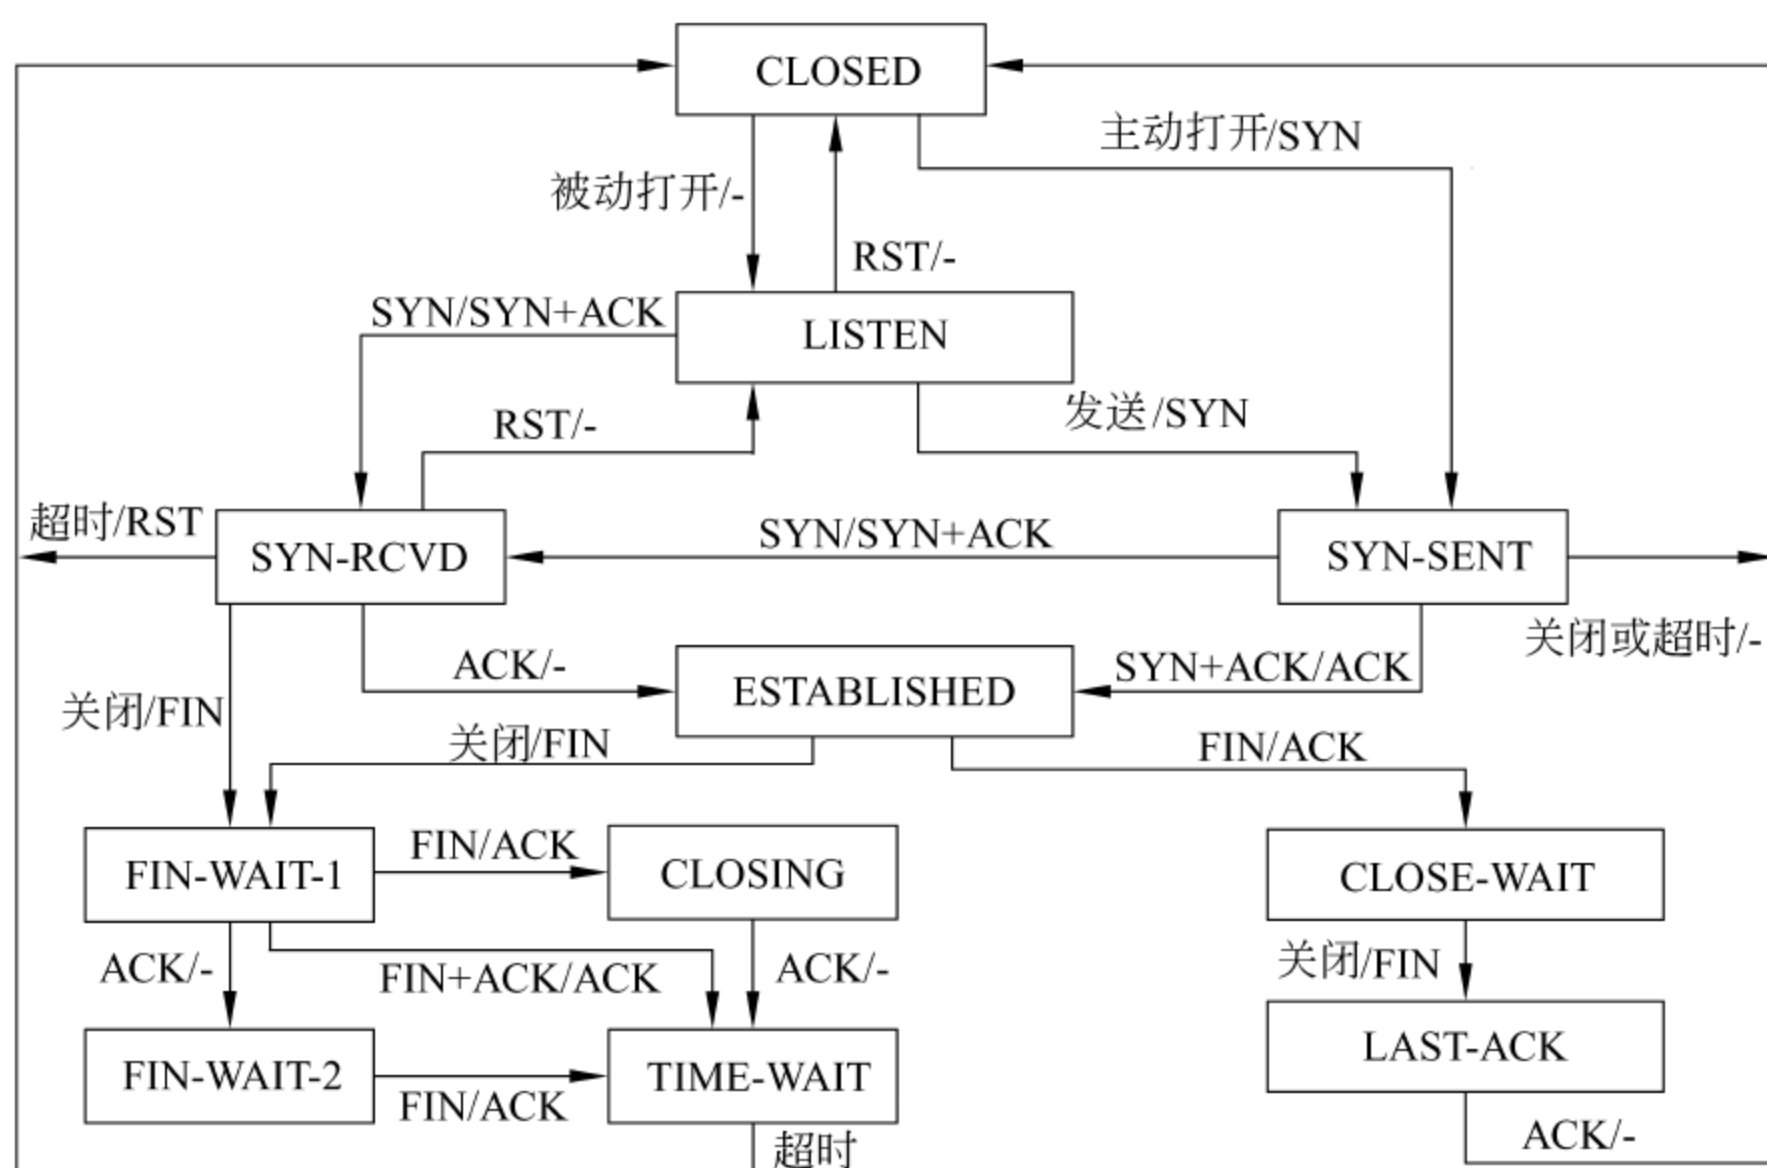 CLOSED
主动打开/SYN
被动打开/-
RST/-
SYN/SYN+ACK
LISTEN
发送/SYN
RST/-
超时/RST
SYN-RCVD
SYN/SYN+ACK
SYN-SENT
关闭或超时/-
ACK/-
ESTABLISHED
SYN+ACK/ACK
关闭/FIN
关闭/FIN
FIN/ACK
FIN-WAIT-1
FIN/ACK
CLOSING
CLOSE-WAIT
ACK/-
FIN+ACK/ACK
ACK/-
关闭/FIN
FIN-WAIT-2
FIN/ACK
TIME-WAIT
LAST-ACK
超时
ACK/-